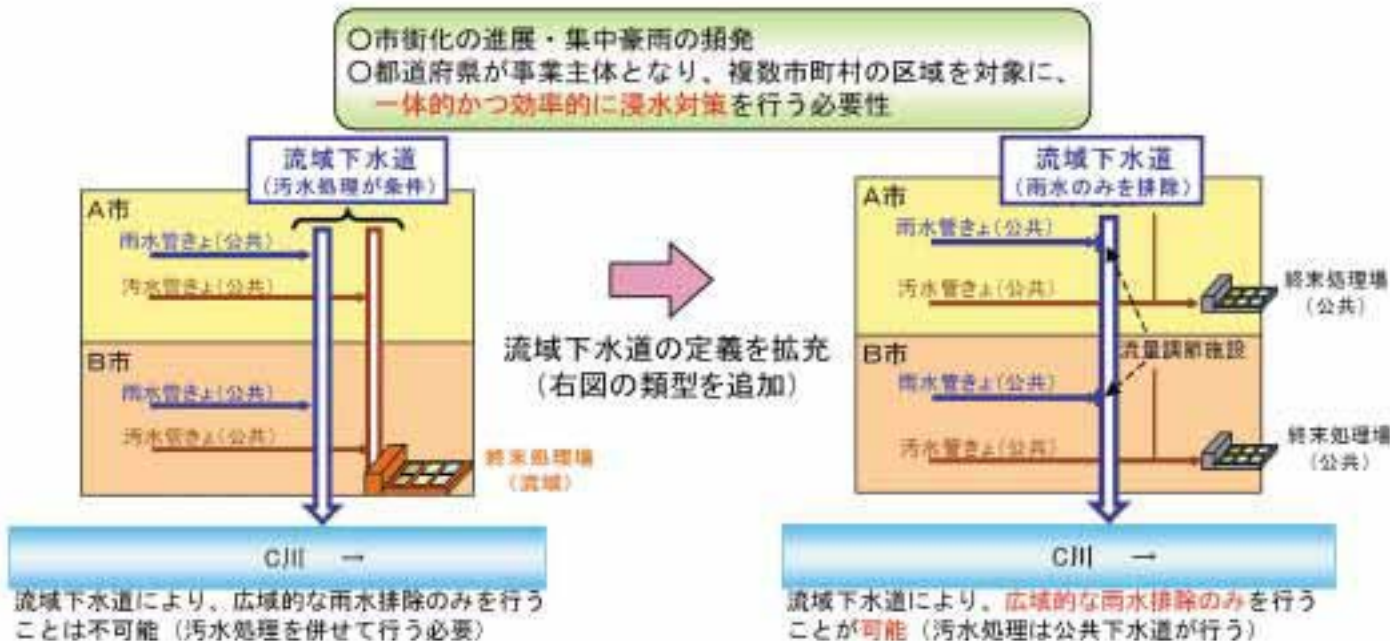 ○市街化の進展・集中豪雨の頻発
○都道府県が事業主体となり、複数市町村の区域を対象に、
一体的かつ効率的に浸水対策を行う必要性
流域下水道
(汚水処理が条件)
A市
雨水管きょ(公共)
汚水管きょ(公共)
B市
雨水管きょ(公共)
汚水管きょ(公共)
終末処理場
(流域)
C川 →
流域下水道により、広域的な雨水排除のみを行う
ことは不可能(汚水処理を併せて行う必要)
流域下水道の定義を拡充
(右図の類型を追加)
流域下水道
(雨水のみを排除)
A市
雨水管きょ(公共)
汚水管きょ(公共)
終末処理場
(公共)
流量調節施設
B市
雨水管きょ(公共)
汚水管きょ(公共)
終末処理場
(公共)
C川 →
流域下水道により、広域的な雨水排除のみを行う
ことが可能(汚水処理は公共下水道が行う)